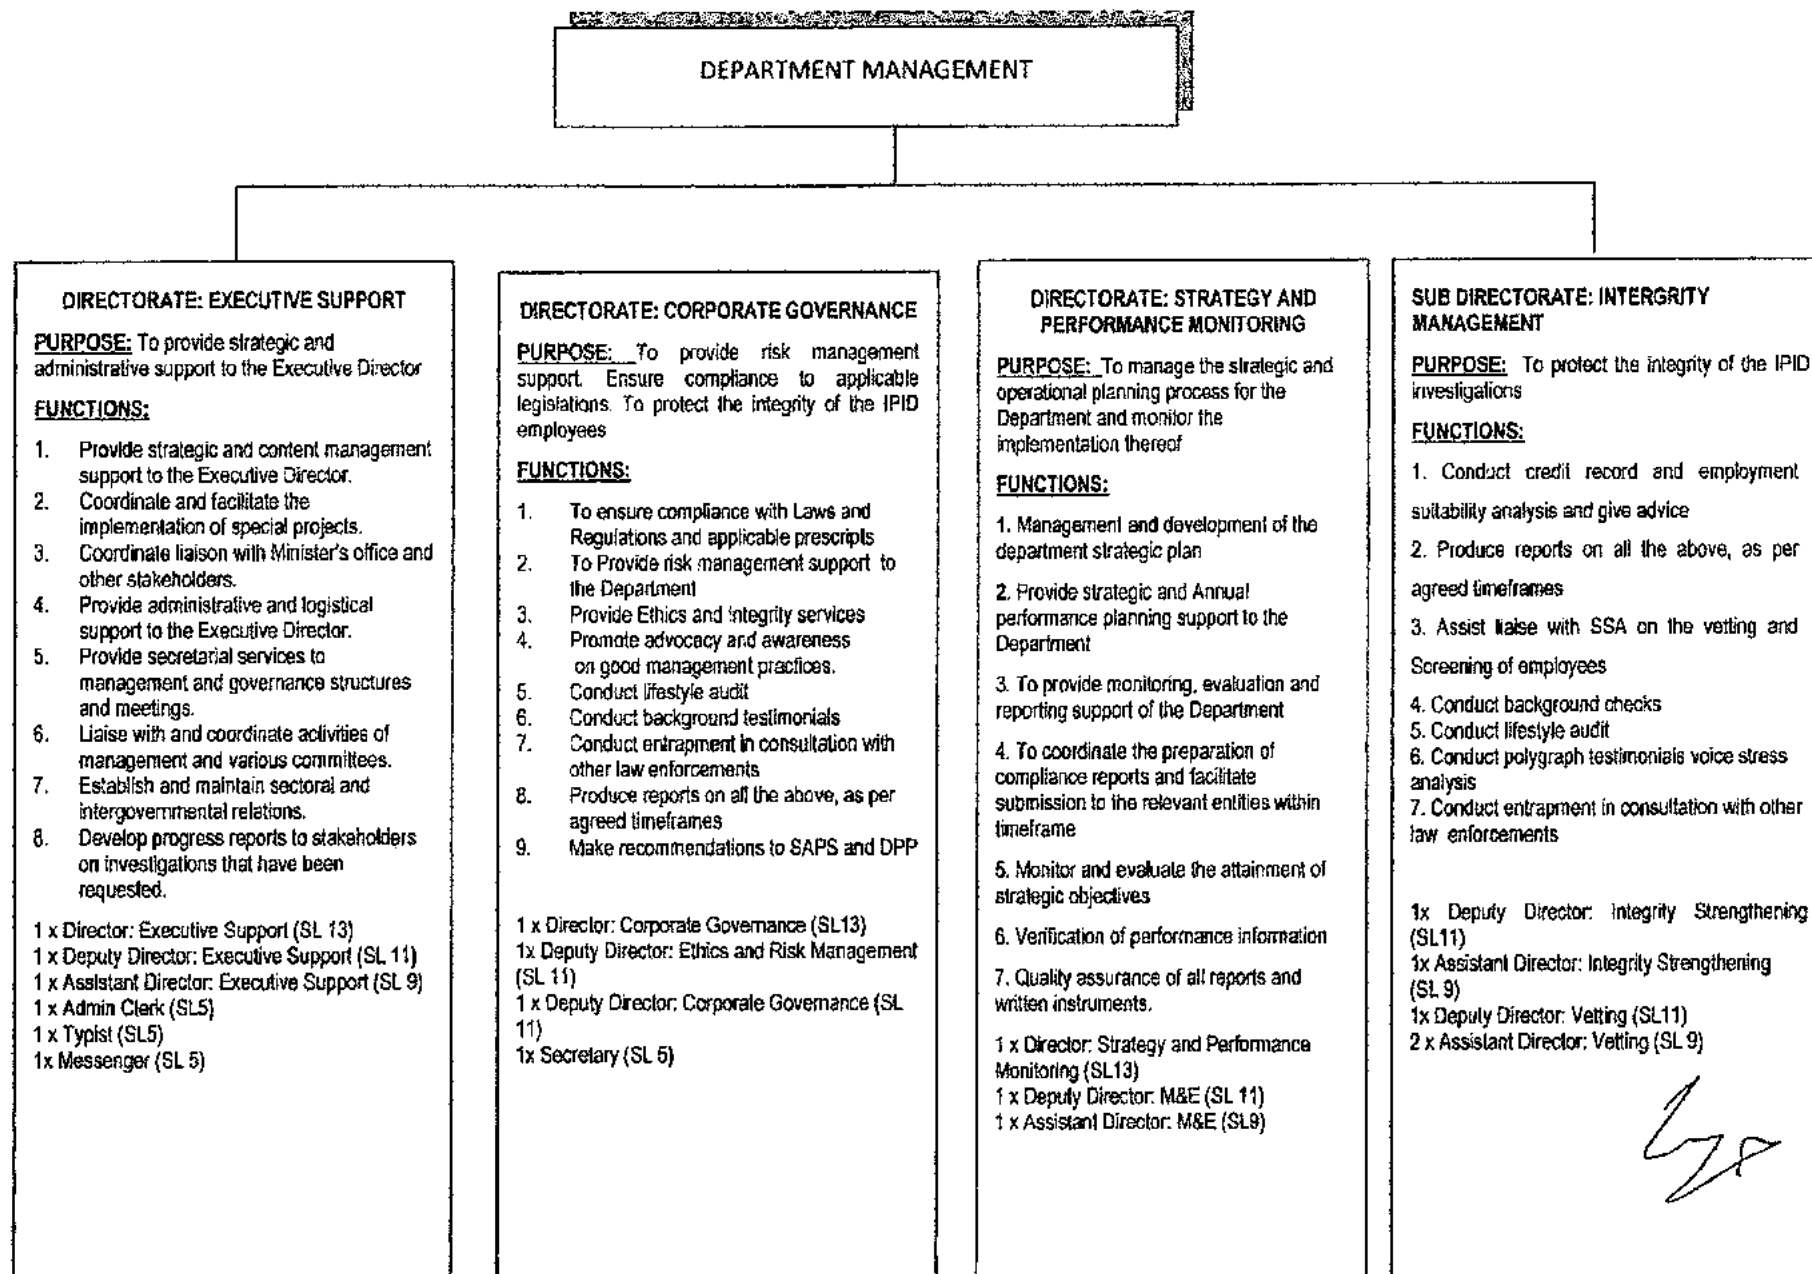 DEPARTMENT MANAGEMENT
DIRECTORATE: EXECUTIVE SUPPORT
PURPOSE: To provide strategic and
administrative support to the Executive Director
FUNCTIONS:
1. Provide strategic and content management
support to the Executive Director.
2. Coordinate and facilitate the
implementation of special projects.
3. Coordinate liaison with Minister's office and
other stakeholders.
4. Provide administrative and logistical
support to the Executive Director.
5. Provide secretarial services to
management and governance structures
and meetings.
6. Liaise with and coordinate activities of
management and various committees.
7. Establish and maintain sectoral and
intergovernmental relations.
8. Develop progress reports to stakeholders
on investigations that have been
requested.
1 x Director: Executive Support (SL 13)
1 x Deputy Director: Executive Support (SL 11)
1 x Assistant Director: Executive Support (SL 9)
1 x Admin Clerk (SL5)
1 x Typist (SL5)
1x Messenger (SL 5)
DIRECTORATE: CORPORATE GOVERNANCE
PURPOSE: To provide risk management
support. Ensure compliance to applicable
legislations. To protect the integrity of the IPID
employees
FUNCTIONS:
1. To ensure compliance with Laws and
Regulations and applicable prescripts
2. To Provide risk management support to
the Department
3. Provide Ethics and Integrity services
4. Promote advocacy and awareness
on good management practices.
5. Conduct lifestyle audit
6. Conduct background testimonials
7. Conduct entrapment in consultation with
other law enforcements
8. Produce reports on all the above, as per
agreed timeframes
9. Make recommendations to SAPS and DPP
1 x Director: Corporate Governance (SL13)
1x Deputy Director: Ethics and Risk Management
(SL 11)
1 x Deputy Director: Corporate Governance (SL
11)
1x Secretary (SL 5)
DIRECTORATE: STRATEGY AND
PERFORMANCE MONITORING
PURPOSE: To manage the strategic and
operational planning process for the
Department and monitor the
implementation thereof
FUNCTIONS:
1. Management and development of the
department strategic plan
2. Provide strategic and Annual
performance planning support to the
Department
3. To provide monitoring, evaluation and
reporting support of the Department
4. To coordinate the preparation of
compliance reports and facilitate
submission to the relevant entities within
timeframe
5. Monitor and evaluate the attainment of
strategic objectives
6. Verification of performance information
7. Quality assurance of all reports and
written instruments.
1 x Director: Strategy and Performance
Monitoring (SL13)
1 x Deputy Director: M&E (SL 11)
1 x Assistant Director: M&E (SL9)
SUB DIRECTORATE: INTERGRITY
MANAGEMENT
PURPOSE: To protect the integrity of the IPID
investigations
FUNCTIONS:
1. Conduct credit record and employment
suitability analysis and give advice
2. Produce reports on all the above, as per
agreed timeframes
3. Assist liaise with SSA on the vetting and
Screening of employees
4. Conduct background checks
5. Conduct lifestyle audit
6. Conduct polygraph testimonials voice stress
analysis
7. Conduct entrapment in consultation with other
law enforcements
1x Deputy Director: Integrity Strengthening
(SL11)
1x Assistant Director: Integrity Strengthening
(SL 9)
1x Deputy Director: Vetting (SL11)
2 x Assistant Director: Vetting (SL 9)